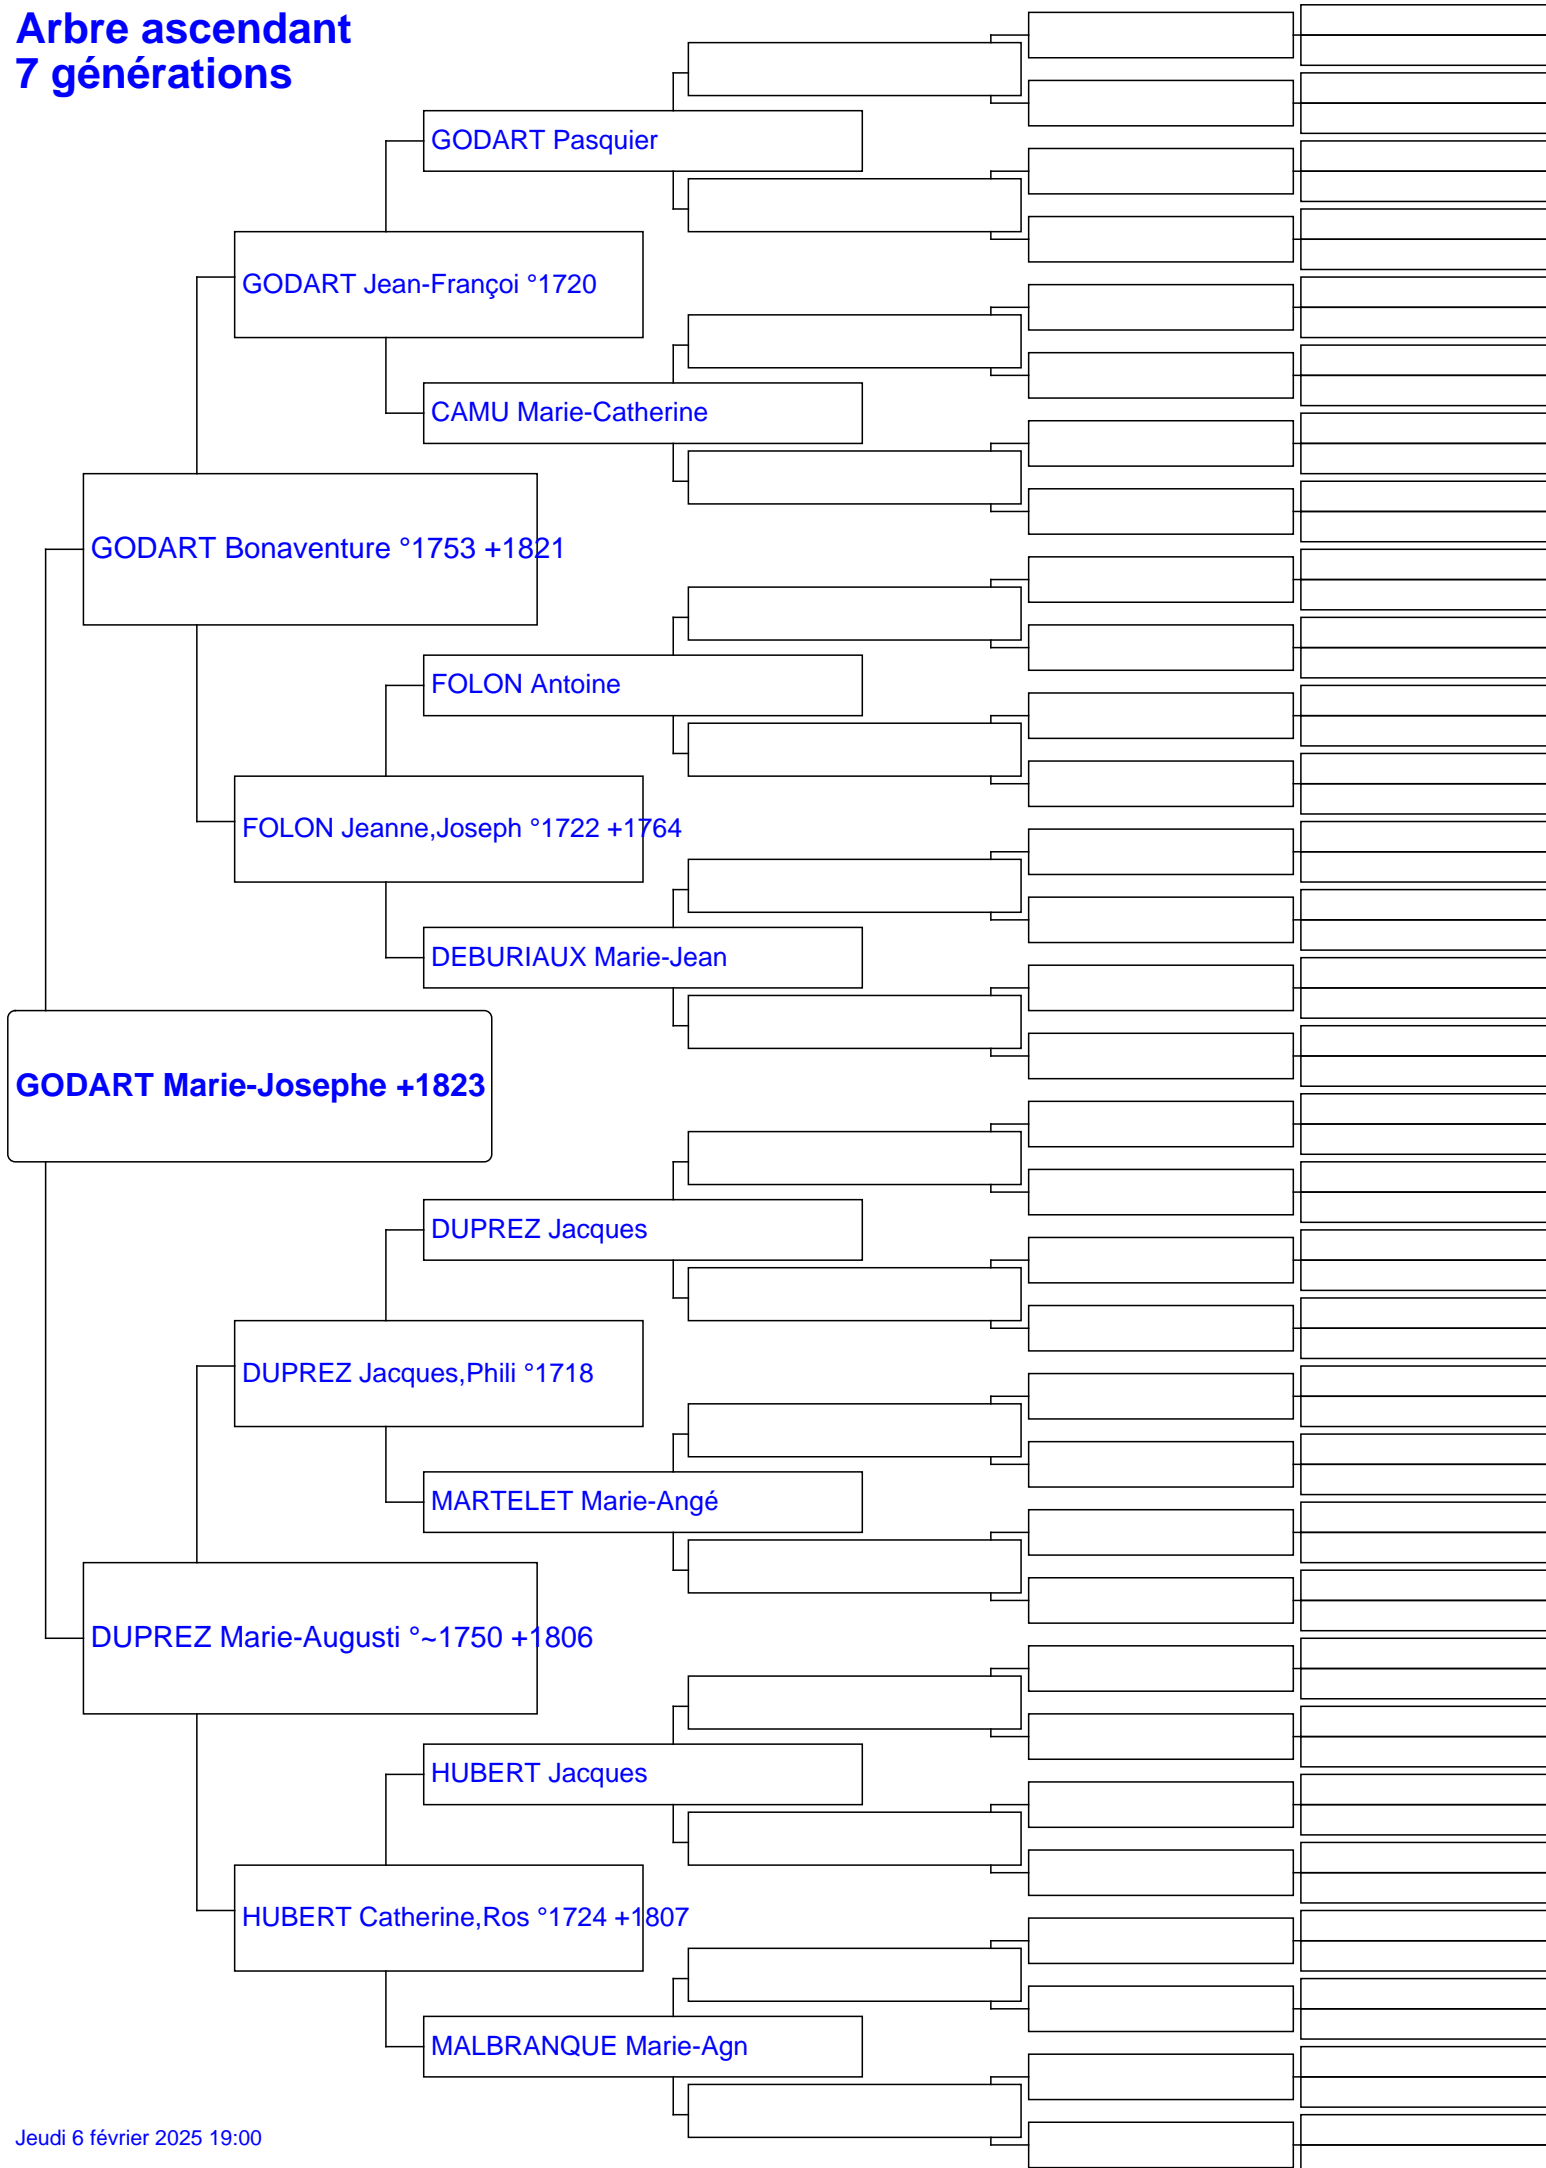 Arbre ascendant
7 générations
GODART Pasquier
GODART Jean-Françoi °1720
CAMU Marie-Catherine
GODART Bonaventure °1753 +1821
FOLON Antoine
FOLON Jeanne,Joseph °1722 +1764
DEBURIAUX Marie-Jean
GODART Marie-Josephe +1823
DUPREZ Jacques
DUPREZ Jacques,Phili °1718
MARTELET Marie-Angé
DUPREZ Marie-Augusti °~1750 +1806
HUBERT Jacques
HUBERT Catherine,Ros °1724 +1807
MALBRANQUE Marie-Agn
Jeudi 6 février 2025 19:00